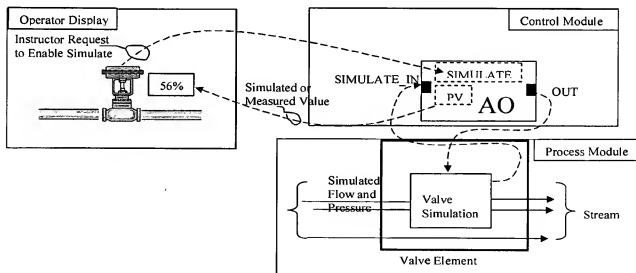 Operator Display
Instructor Request
to Enable Simulate
56%
Simulated or
Measured Value
Control Module
SIMULATE_IN
SIMULATE
PV
AO
OUT
Process Module
Simulated
Flow and
Pressure
Valve
Simulation
Stream
Valve Element